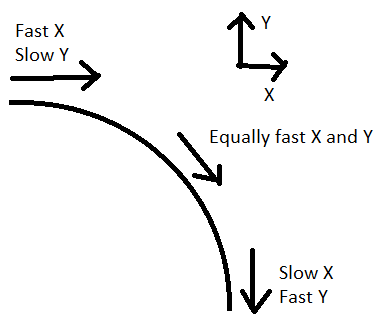 Fast X
Slow Y
Y
X
Equally fast X and Y
Slow X
Fast Y